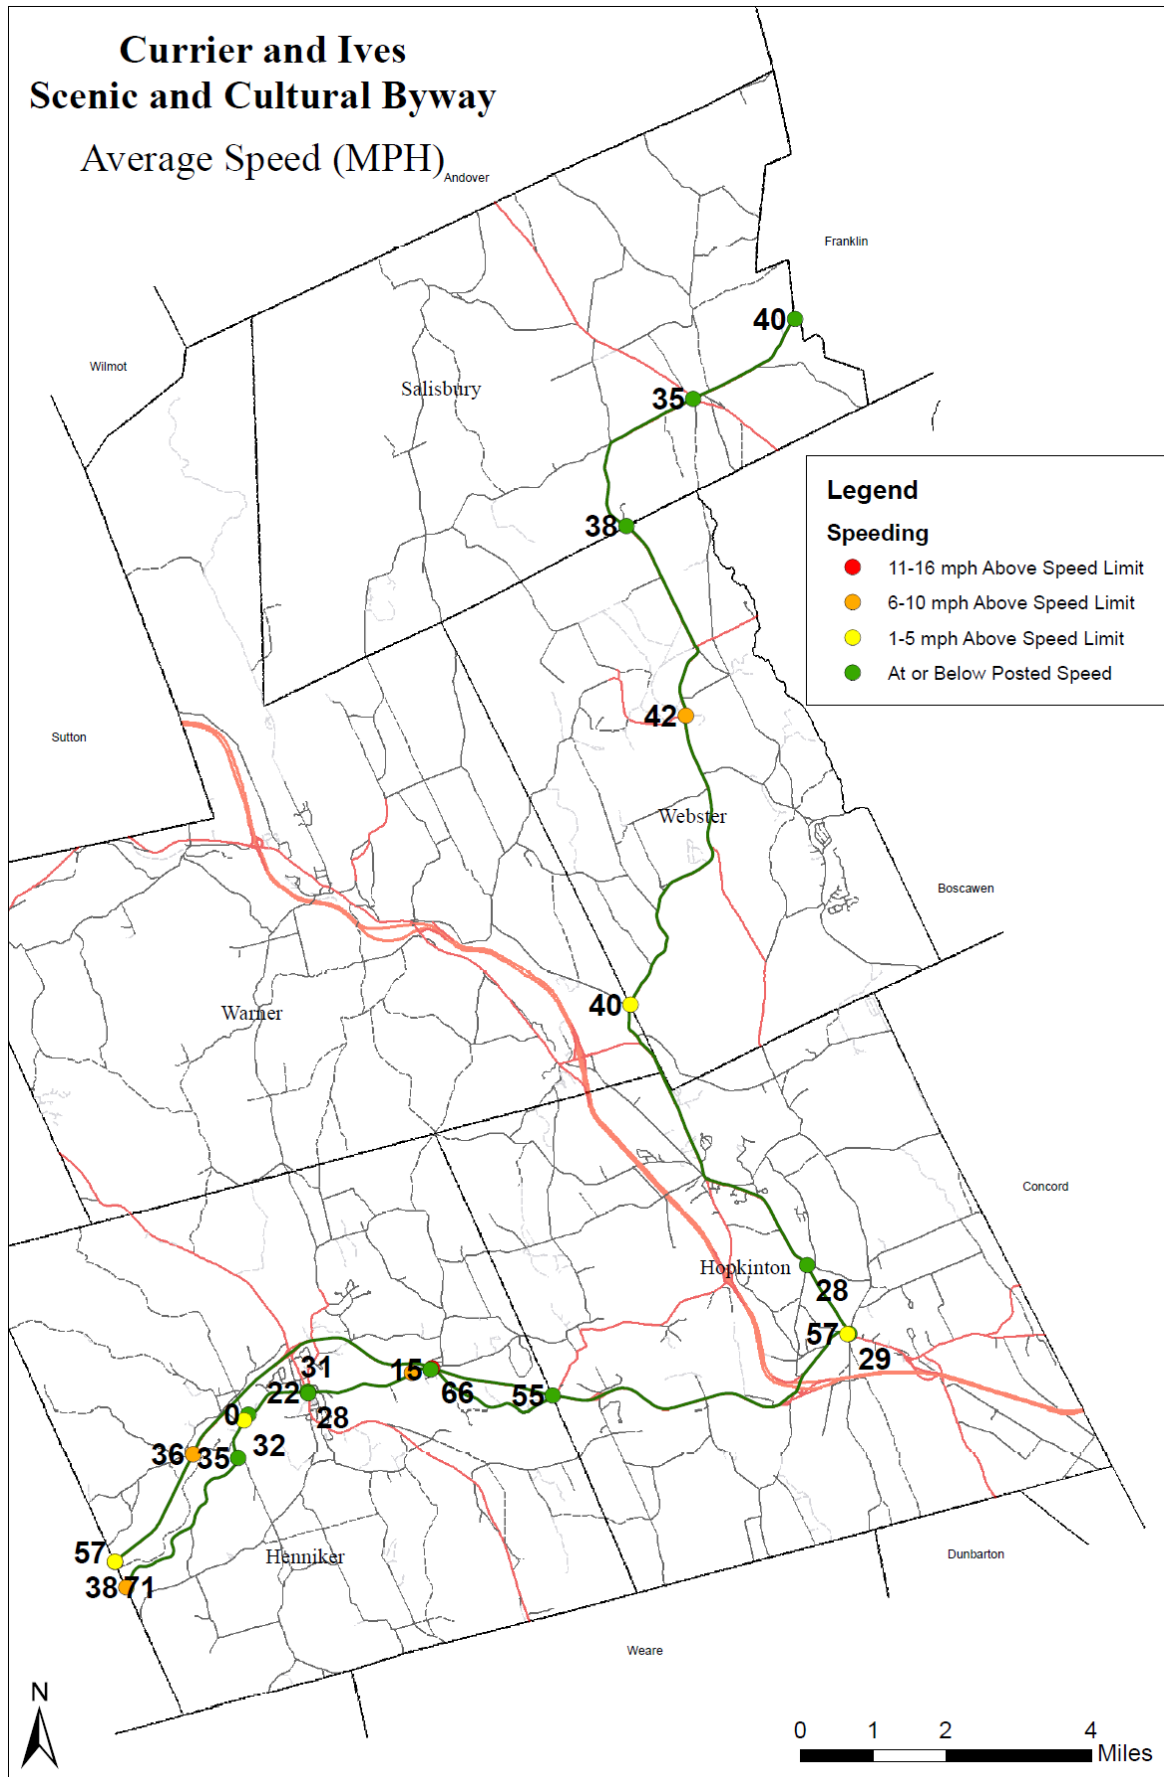 Currier and Ives
Scenic and Cultural Byway
Average Speed (MPH)
Andover
Franklin
40
Wilmot
Salisbury
35
Legend
Speeding
11-16 mph Above Speed Limit
6-10 mph Above Speed Limit
1-5 mph Above Speed Limit
At or Below Posted Speed
38
42
Sutton
Webster
Boscawen
40
Warner
Concord
Hopkinton
28
57
29
31
15
66
55
22
28
0
32
36
35
57
38
71
Henniker
Dunbarton
Weare
N
0 1 2 4
Miles